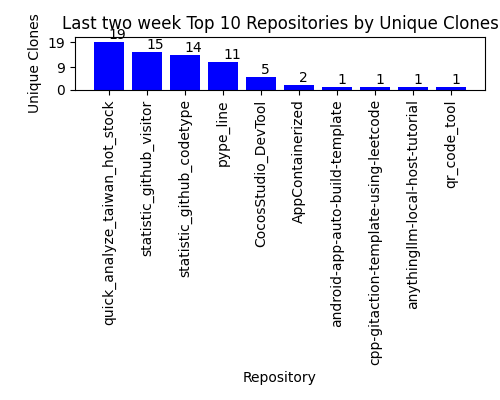 Last two week Top 10 Repositories by Unique Clones
Unique Clones
19
9
0
19
15
14
11
5
2
1
1
1
1
quick_analyze_taiwan_hot_stock
statistic_github_visitor
statistic_github_codetype
pype_line
CocosStudio_DevTool
AppContainerized
android-app-auto-build-template
cpp-gitaction-template-using-leetcode
anythingllm-local-host-tutorial
qr_code_tool
Repository